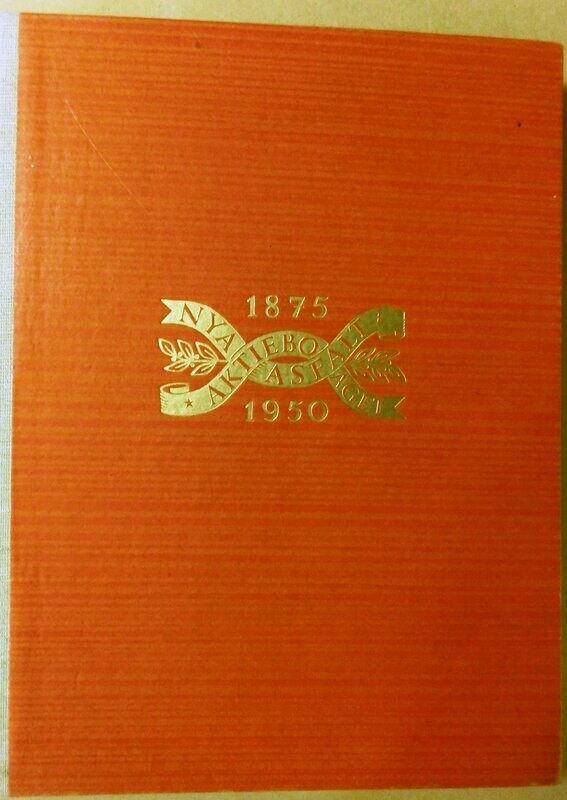 1875
NYA ASFALT
AKTIEBOLAGET
1950